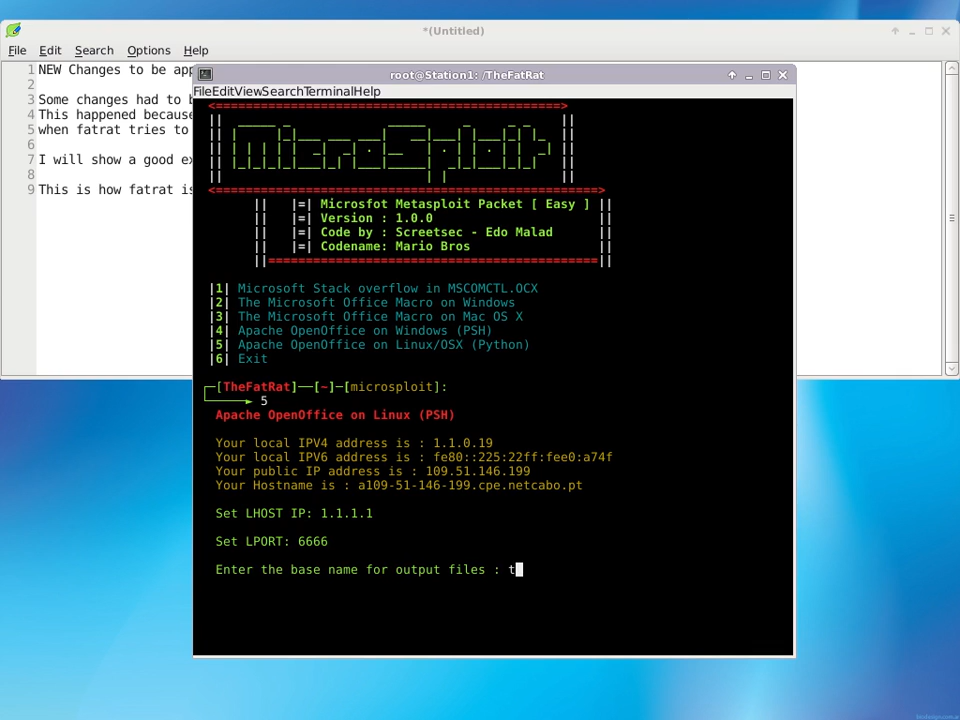 *(Untitled)
File Edit Search Options Help
1 NEW Changes to be app
2
3 Some changes had to b
4 This happened because
5 when fatrat tries to
6
7 I will show a good ex
8
9 This is how fatrat is
root@Station1: /TheFatRat
FileEditViewSearchTerminalHelp
MicroSploit
|=| Microsfot Metasploit Packet [ Easy ]
|=| Version : 1.0.0
|=| Code by : Screetsec - Edo Malad
|=| Codename: Mario Bros
|1| Microsoft Stack overflow in MSCOMCTL.OCX
|2| The Microsoft Office Macro on Windows
|3| The Microsoft Office Macro on Mac OS X
|4| Apache OpenOffice on Windows (PSH)
|5| Apache OpenOffice on Linux/OSX (Python)
|6| Exit
[TheFatRat]──[~]─[microsploit]:
5
Apache OpenOffice on Linux (PSH)
Your local IPV4 address is : 1.1.0.19
Your local IPV6 address is : fe80::225:22ff:fee0:a74f
Your public IP address is : 109.51.146.199
Your Hostname is : a109-51-146-199.cpe.netcabo.pt
Set LHOST IP: 1.1.1.1
Set LPORT: 6666
Enter the base name for output files : t